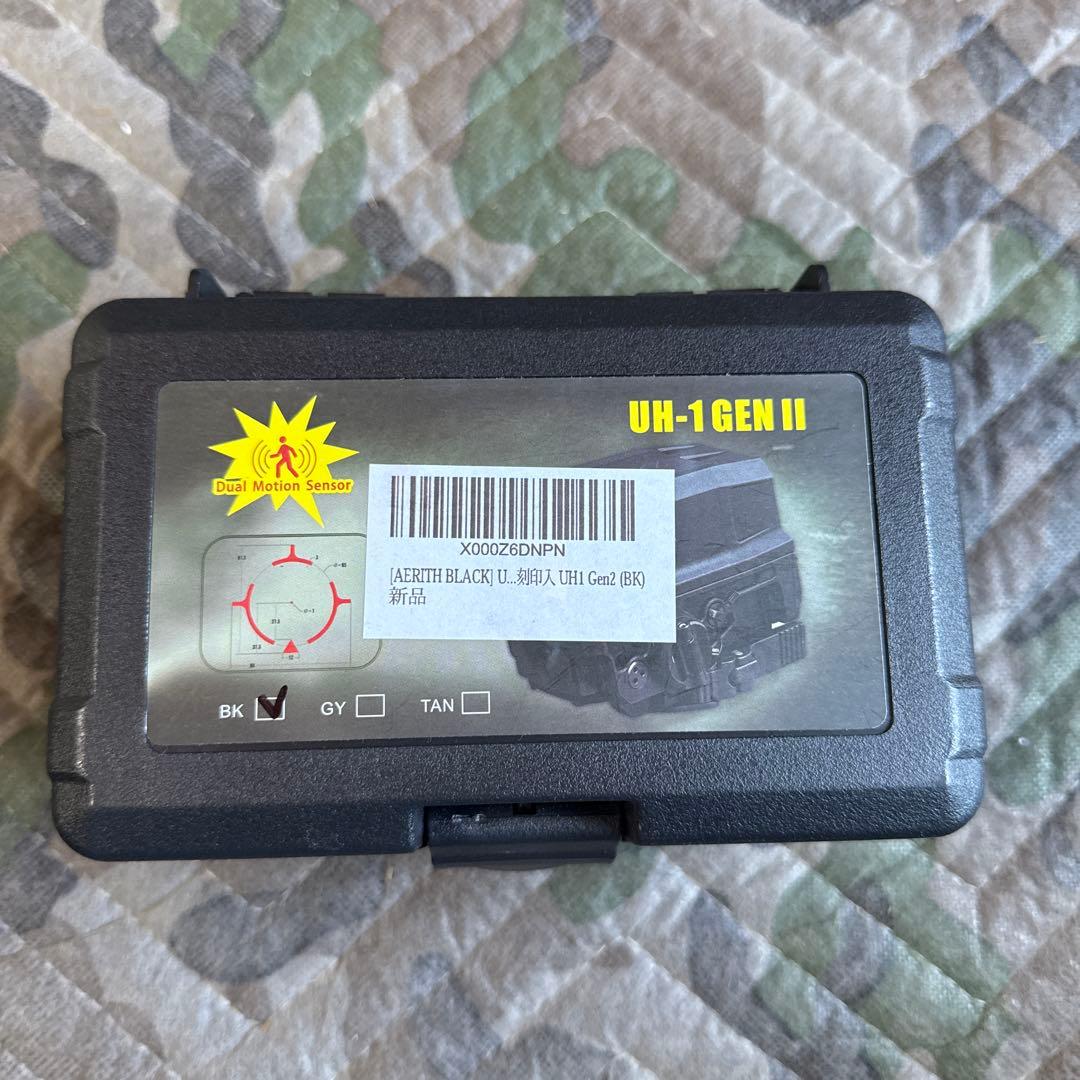 UH-1 GEN II
Dual Motion Sensor
X000Z6DNPN
[AERITH BLACK] U...刻印入 UH1 Gen2 (BK)
新品
BK
GY
TAN